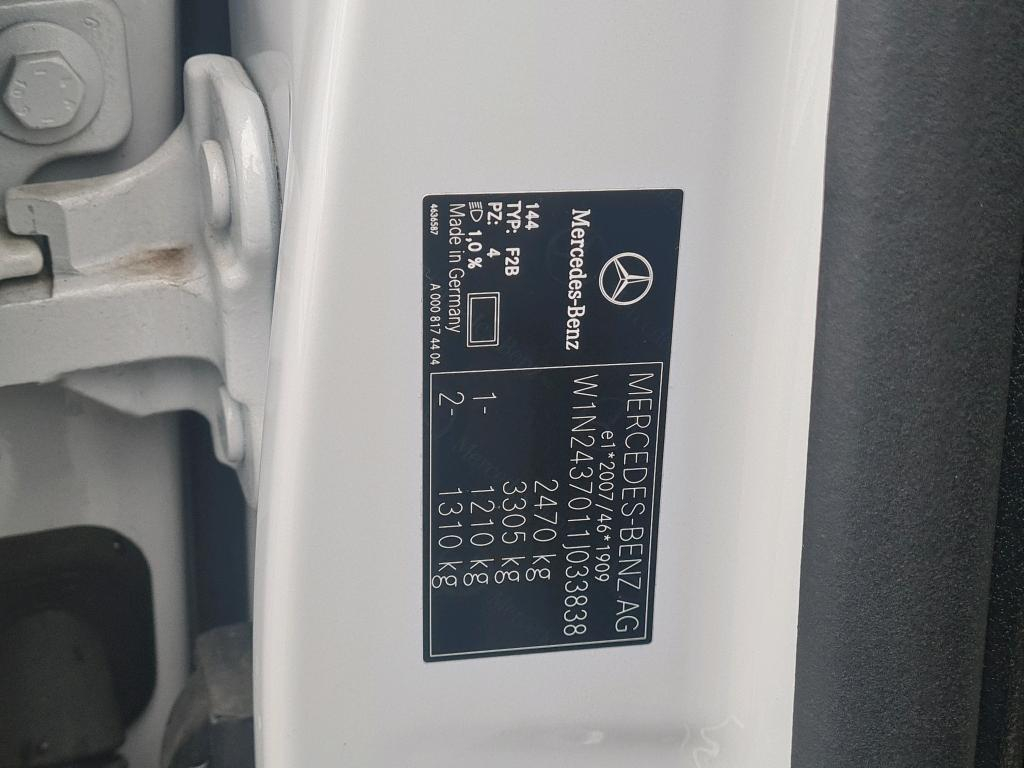 Mercedes-Benz
144
TYP: F2B
PZ: 4
1,0 %
Made in Germany
4636587
A 000 817 44 04
MERCEDES-BENZ AG
e1*2007/46*1909
W1N2437011J033838
2470 kg
3305 kg
1- 1210 kg
2- 1310 kg